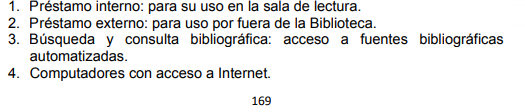 1. Préstamo interno: para su uso en la sala de lectura.
2. Préstamo externo: para uso por fuera de la Biblioteca.
3. Búsqueda y consulta bibliográfica: acceso a fuentes bibliográficas
automatizadas.
4. Computadores con acceso a Internet.
169